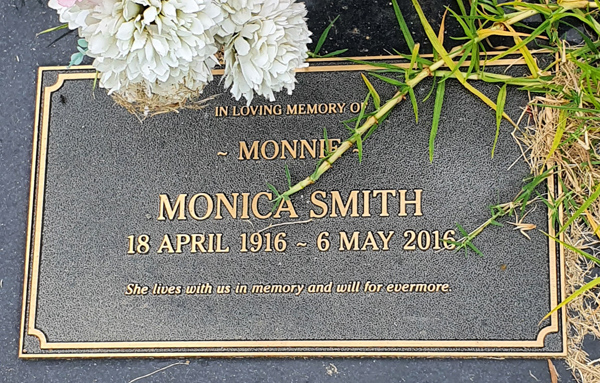 IN LOVING MEMORY OF
~ MONNIE ~
MONICA SMITH
18 APRIL 1916 ~ 6 MAY 2016
She lives with us in memory and will for evermore.